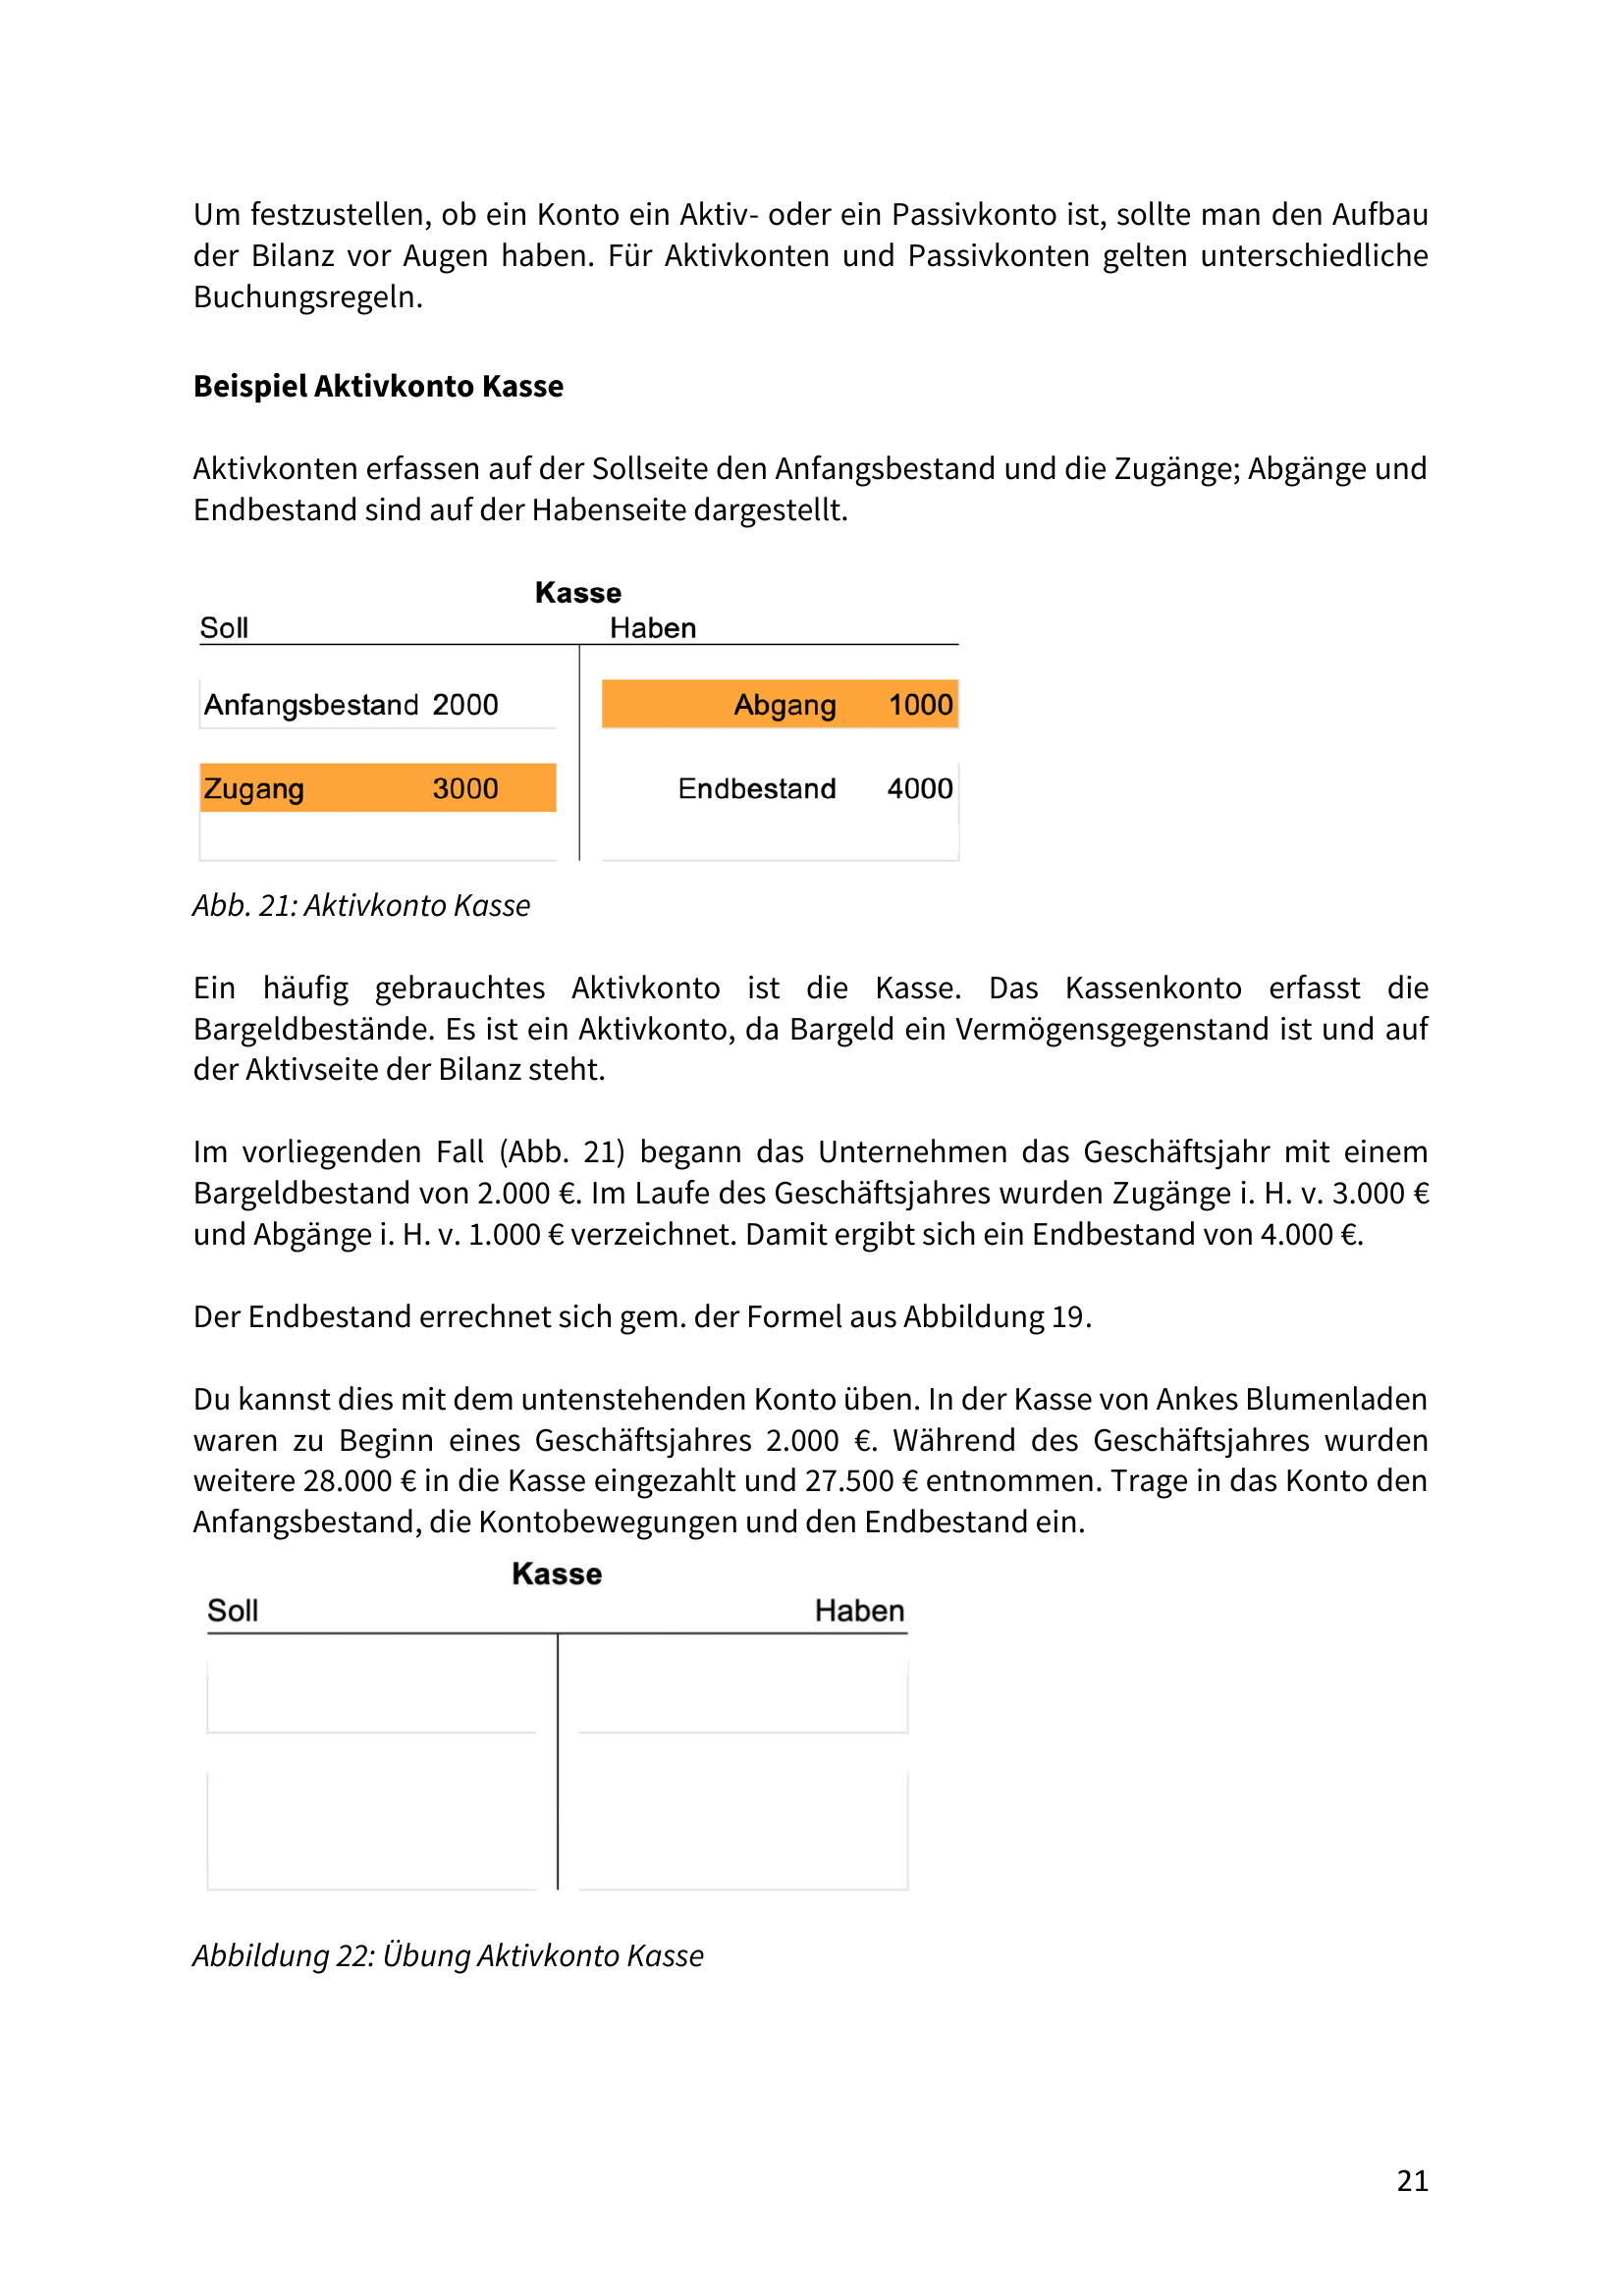 Um festzustellen, ob ein Konto ein Aktiv- oder ein Passivkonto ist, sollte man den Aufbau
der Bilanz vor Augen haben. Für Aktivkonten und Passivkonten gelten unterschiedliche
Buchungsregeln.
Beispiel Aktivkonto Kasse
Aktivkonten erfassen auf der Sollseite den Anfangsbestand und die Zugänge; Abgänge und
Endbestand sind auf der Habenseite dargestellt.
Kasse
Soll Haben
Anfangsbestand 2000 Abgang 1000
Zugang 3000 Endbestand 4000
Abb. 21: Aktivkonto Kasse
Ein häufig gebrauchtes Aktivkonto ist die Kasse. Das Kassenkonto erfasst die
Bargeldbestände. Es ist ein Aktivkonto, da Bargeld ein Vermögensgegenstand ist und auf
der Aktivseite der Bilanz steht.
Im vorliegenden Fall (Abb. 21) begann das Unternehmen das Geschäftsjahr mit einem
Bargeldbestand von 2.000 €. Im Laufe des Geschäftsjahres wurden Zugänge i. H. v. 3.000 €
und Abgänge i. H. v. 1.000 € verzeichnet. Damit ergibt sich ein Endbestand von 4.000 €.
Der Endbestand errechnet sich gem. der Formel aus Abbildung 19.
Du kannst dies mit dem untenstehenden Konto üben. In der Kasse von Ankes Blumenladen
waren zu Beginn eines Geschäftsjahres 2.000 €. Während des Geschäftsjahres wurden
weitere 28.000 € in die Kasse eingezahlt und 27.500 € entnommen. Trage in das Konto den
Anfangsbestand, die Kontobewegungen und den Endbestand ein.
Kasse
Soll Haben
Abbildung 22: Übung Aktivkonto Kasse
21